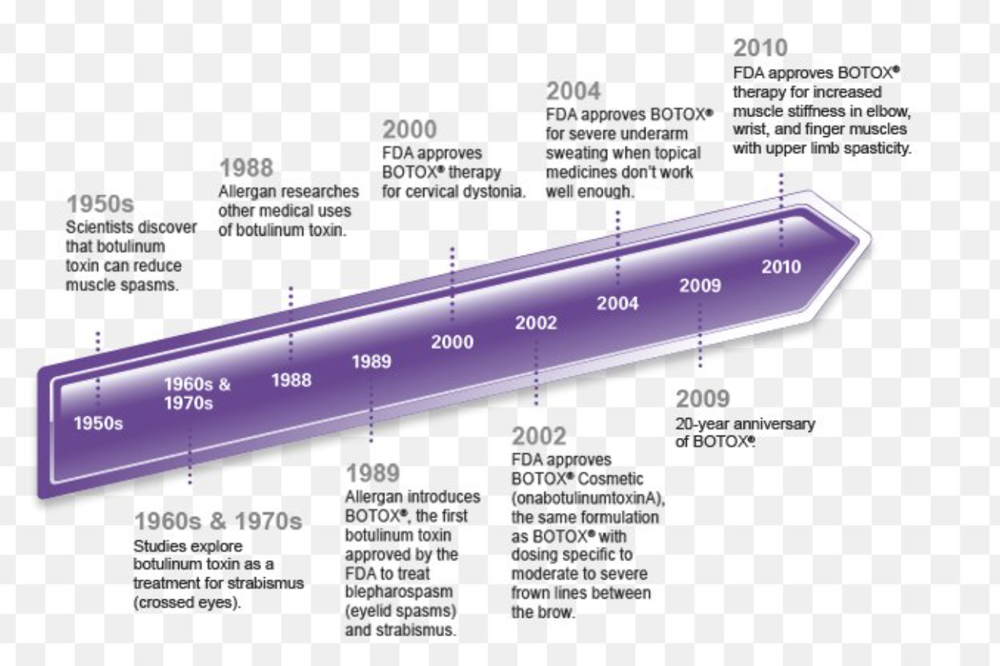 2010
FDA approves BOTOX®
therapy for increased
muscle stiffness in elbow,
wrist, and finger muscles
with upper limb spasticity.
2004
FDA approves BOTOX®
for severe underarm
sweating when topical
medicines don't work
well enough.
2000
FDA approves
BOTOX® therapy
for cervical dystonia.
1988
Allergan researches
other medical uses
of botulinum toxin.
1950s
Scientists discover
that botulinum
toxin can reduce
muscle spasms.
1950s
1960s &
1970s
1988
1989
2000
2002
2004
2009
2010
1960s & 1970s
Studies explore
botulinum toxin as a
treatment for strabismus
(crossed eyes).
1989
Allergan introduces
BOTOX®, the first
botulinum toxin
approved by the
FDA to treat
blepharospasm
(eyelid spasms)
and strabismus.
2002
FDA approves
BOTOX® Cosmetic
(onabotulinumtoxinA),
the same formulation
as BOTOX® with
dosing specific to
moderate to severe
frown lines between
the brow.
2009
20-year anniversary
of BOTOX®.